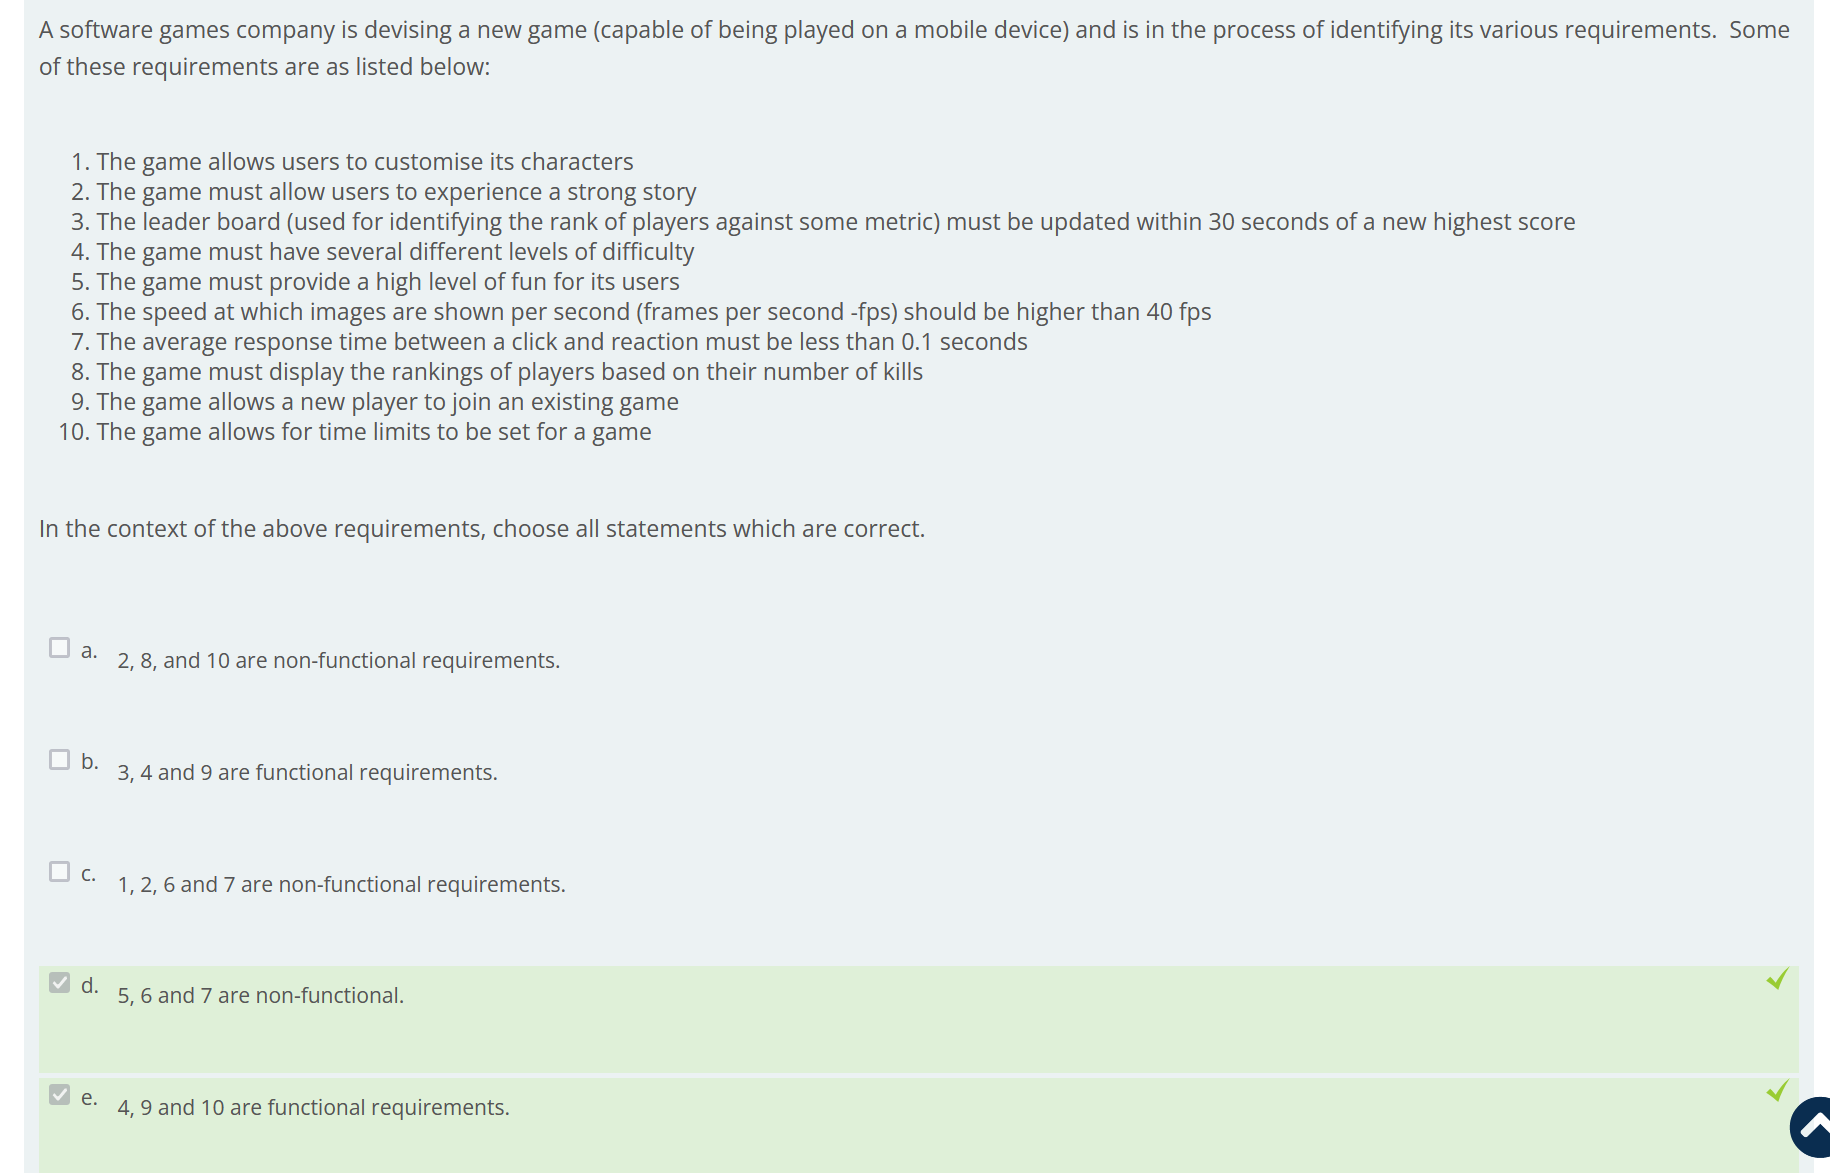 A software games company is devising a new game (capable of being played on a mobile device) and is in the process of identifying its various requirements.  Some
of these requirements are as listed below:
1. The game allows users to customise its characters
2. The game must allow users to experience a strong story
3. The leader board (used for identifying the rank of players against some metric) must be updated within 30 seconds of a new highest score
4. The game must have several different levels of difficulty
5. The game must provide a high level of fun for its users
6. The speed at which images are shown per second (frames per second -fps) should be higher than 40 fps
7. The average response time between a click and reaction must be less than 0.1 seconds
8. The game must display the rankings of players based on their number of kills
9. The game allows a new player to join an existing game
10. The game allows for time limits to be set for a game
In the context of the above requirements, choose all statements which are correct.
a. 2, 8, and 10 are non-functional requirements.
b. 3, 4 and 9 are functional requirements.
c. 1, 2, 6 and 7 are non-functional requirements.
d. 5, 6 and 7 are non-functional.
e. 4, 9 and 10 are functional requirements.